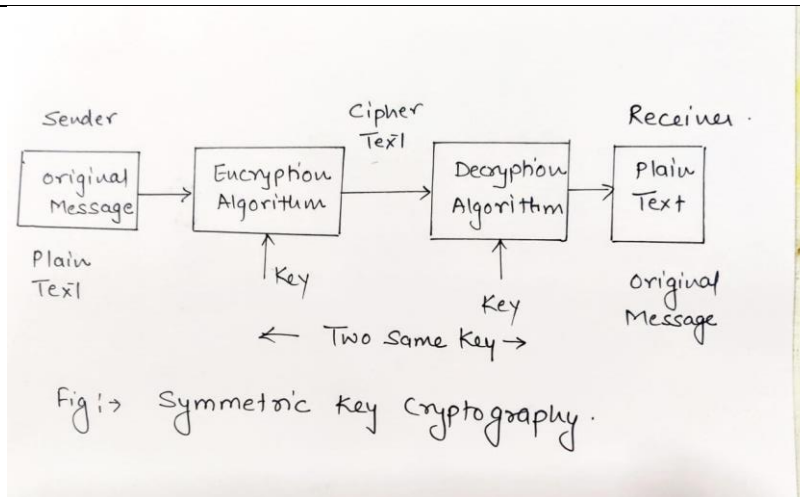 Sender
Cipher
Text
Receiver.
original
Message
Encryption
Algorithm
Decryption
Algorithm
Plain
Text
Plain
Text
Key
Key
original
Message
← Two Same Key →
Fig:→ Symmetric Key Cryptography.